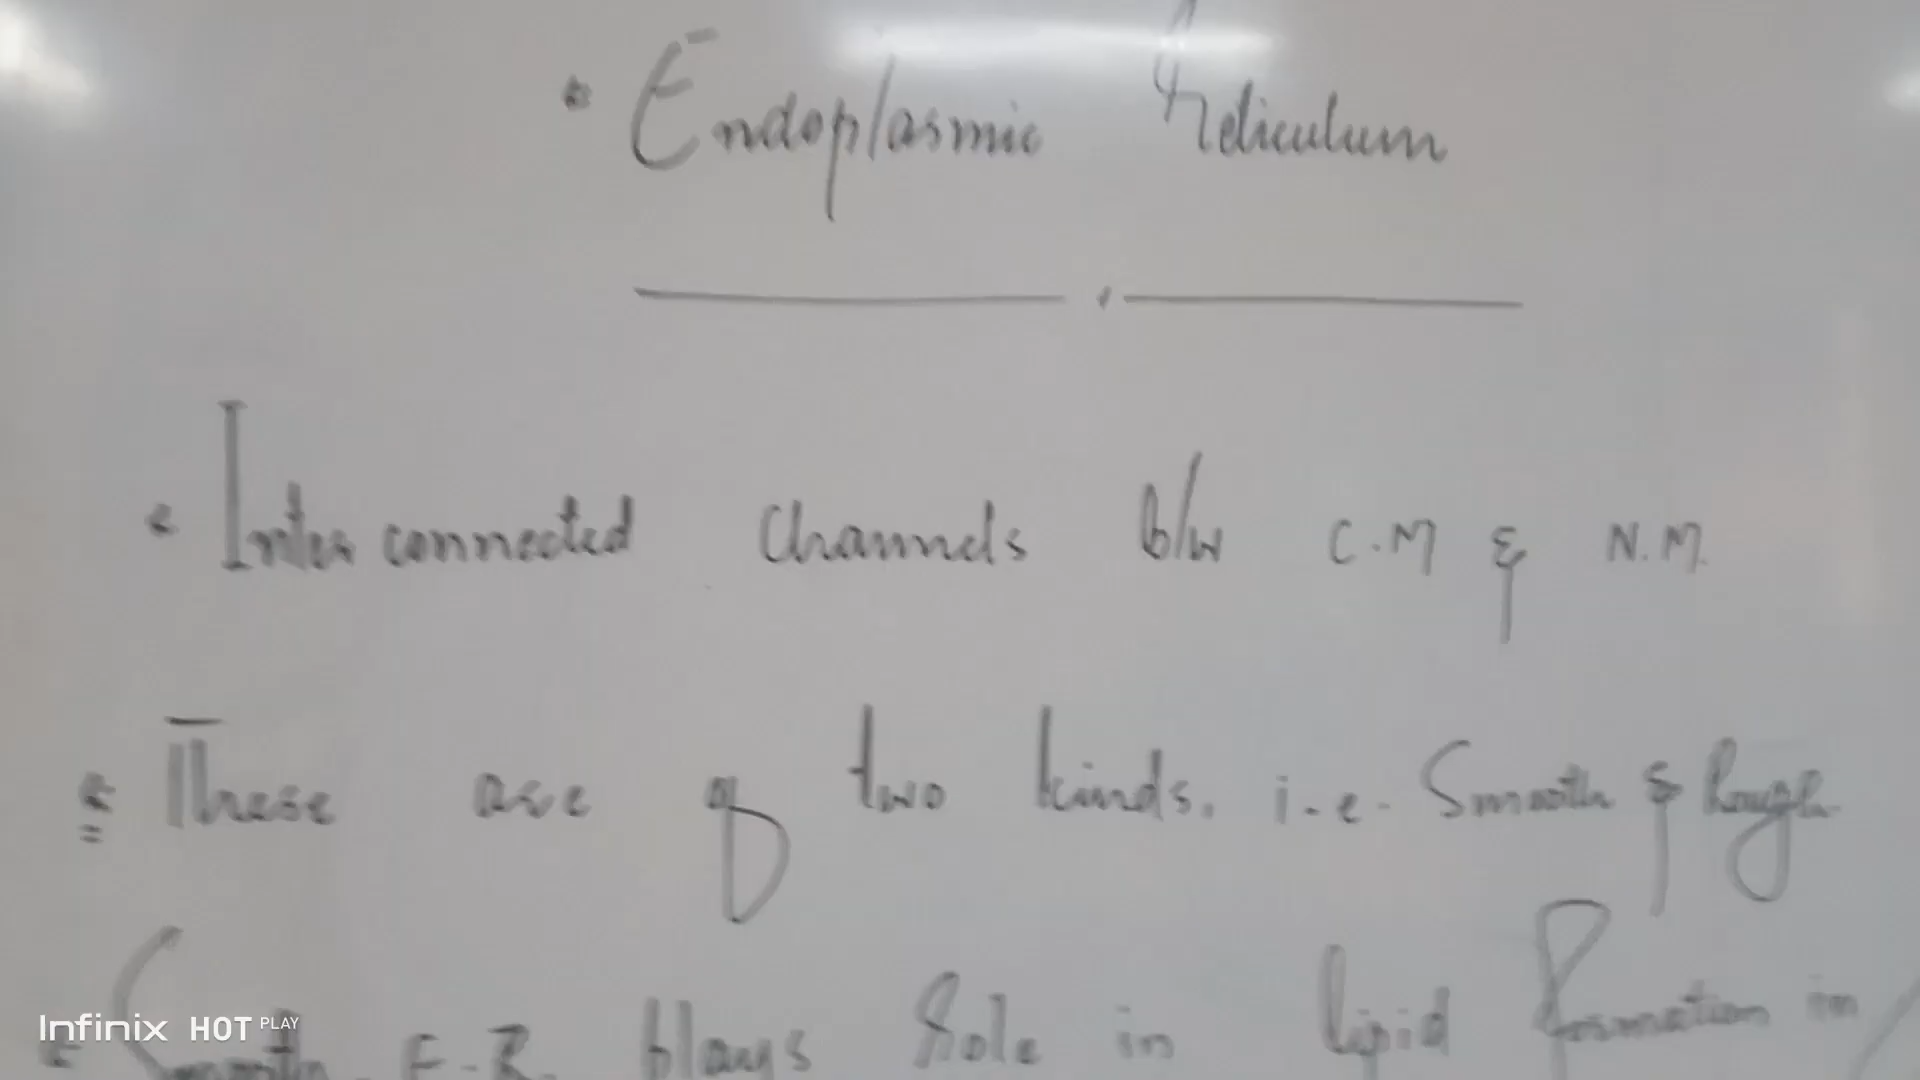 Endoplasmic Reticulum
Inter connected Channels b/w C.M & N.M.
These are of two kinds. i.e. Smooth & Rough
Smooth E.R. Plays Role in lipid Formation in
Infinix HOT PLAY